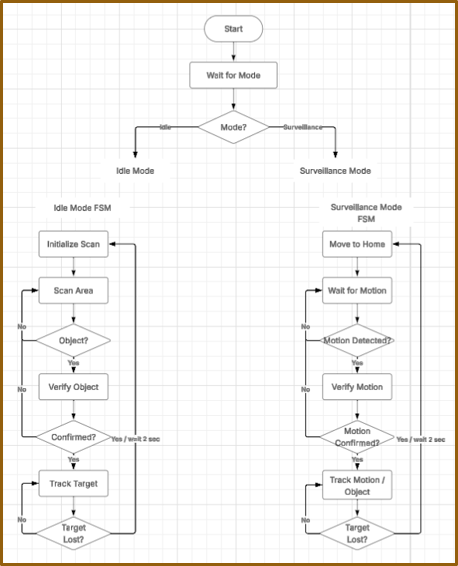 Start
Wait for Mode
Mode?
Idle
Surveillance
Idle Mode
Surveillance Mode
Idle Mode FSM
Initialize Scan
Scan Area
No
Object?
Yes
Verify Object
No
Confirmed?
Yes / wait 2 sec
Yes
Track Target
No
Target
Lost?
Surveillance Mode
FSM
Move to Home
Wait for Motion
No
Motion Detected?
Yes
Verify Motion
No
Motion
Confirmed?
Yes / wait 2 sec
Yes
Track Motion /
Object
No
Target
Lost?